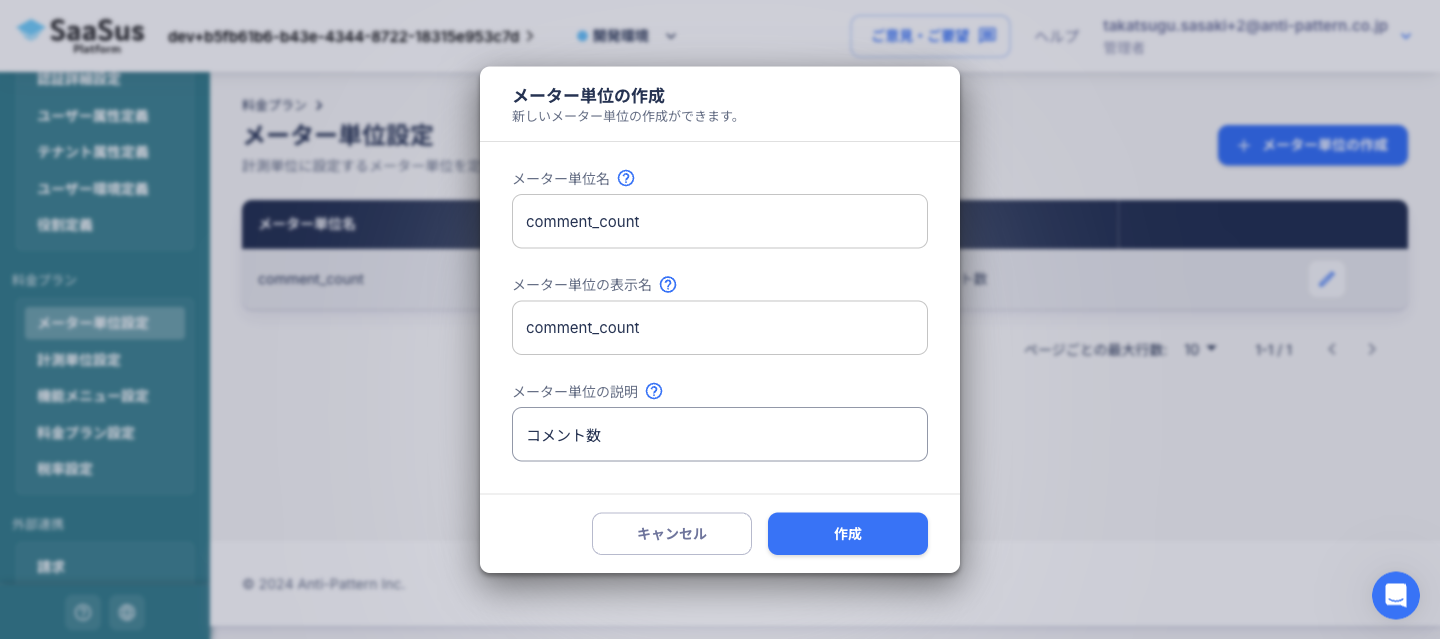 SaaSus
Platform
dev+b5fb61b6-b43e-4344-8722-18315e953c7d
開発環境
ご意見・ご要望
ヘルプ
takatsugu.sasaki+2@anti-pattern.co.jp
管理者
認証詳細設定
ユーザー属性定義
テナント属性定義
ユーザー環境定義
役割定義
料金プラン
メーター単位設定
計測単位設定
機能メニュー設定
料金プラン設定
税率設定
外部連携
請求
料金プラン
メーター単位設定
計測単位に設定するメーター単位を定
メーター単位の作成
メーター単位名
comment_count
ト数
ページごとの最大行数:
10
1-1 / 1
© 2024 Anti-Pattern Inc.
メーター単位の作成
新しいメーター単位の作成ができます。
メーター単位名
comment_count
メーター単位の表示名
comment_count
メーター単位の説明
コメント数
キャンセル
作成